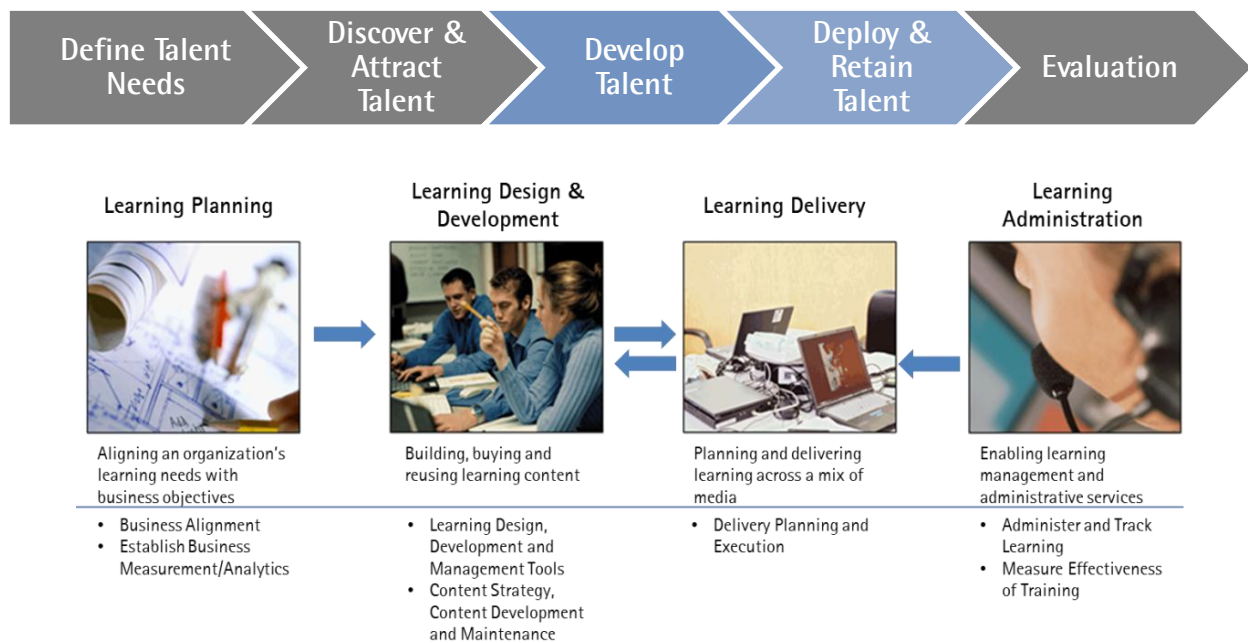 Define Talent
Needs
Discover &
Attract
Talent
Develop
Talent
Deploy &
Retain
Talent
Evaluation
Learning Planning
Learning Design &
Development
Learning Delivery
Learning
Administration
Aligning an organization's
learning needs with
business objectives
Building, buying and
reusing learning content
Planning and delivering
learning across a mix of
media
Enabling learning
management and
administrative services
• Business Alignment
• Establish Business
Measurement/Analytics
• Learning Design,
Development and
Management Tools
• Content Strategy,
Content Development
and Maintenance
• Delivery Planning and
Execution
• Administer and Track
Learning
• Measure Effectiveness
of Training